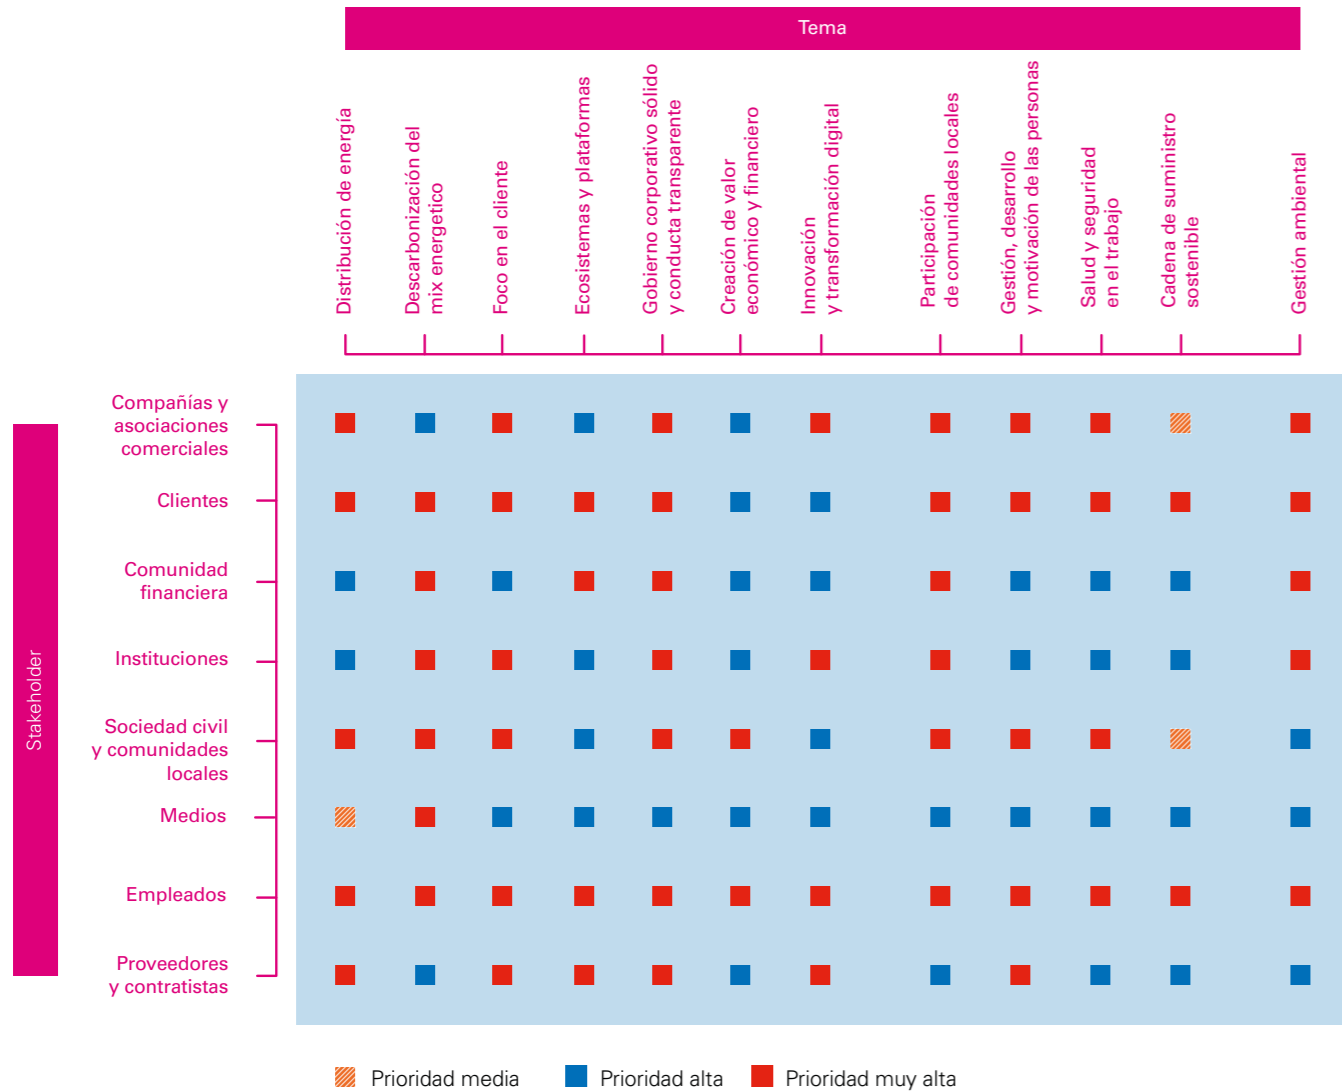 Tema
Distribución de energía
Descarbonización del
mix energetico
Foco en el cliente
Ecosistemas y plataformas
Gobierno corporativo sólido
y conducta transparente
Creación de valor
económico y financiero
Innovación
y transformación digital
Participación
de comunidades locales
Gestión, desarrollo
y motivación de las personas
Salud y seguridad
en el trabajo
Cadena de suministro
sostenible
Gestión ambiental
Stakeholder
Compañías y
asociaciones
comerciales
Clientes
Comunidad
financiera
Instituciones
Sociedad civil
y comunidades
locales
Medios
Empleados
Proveedores
y contratistas
Prioridad media
Prioridad alta
Prioridad muy alta